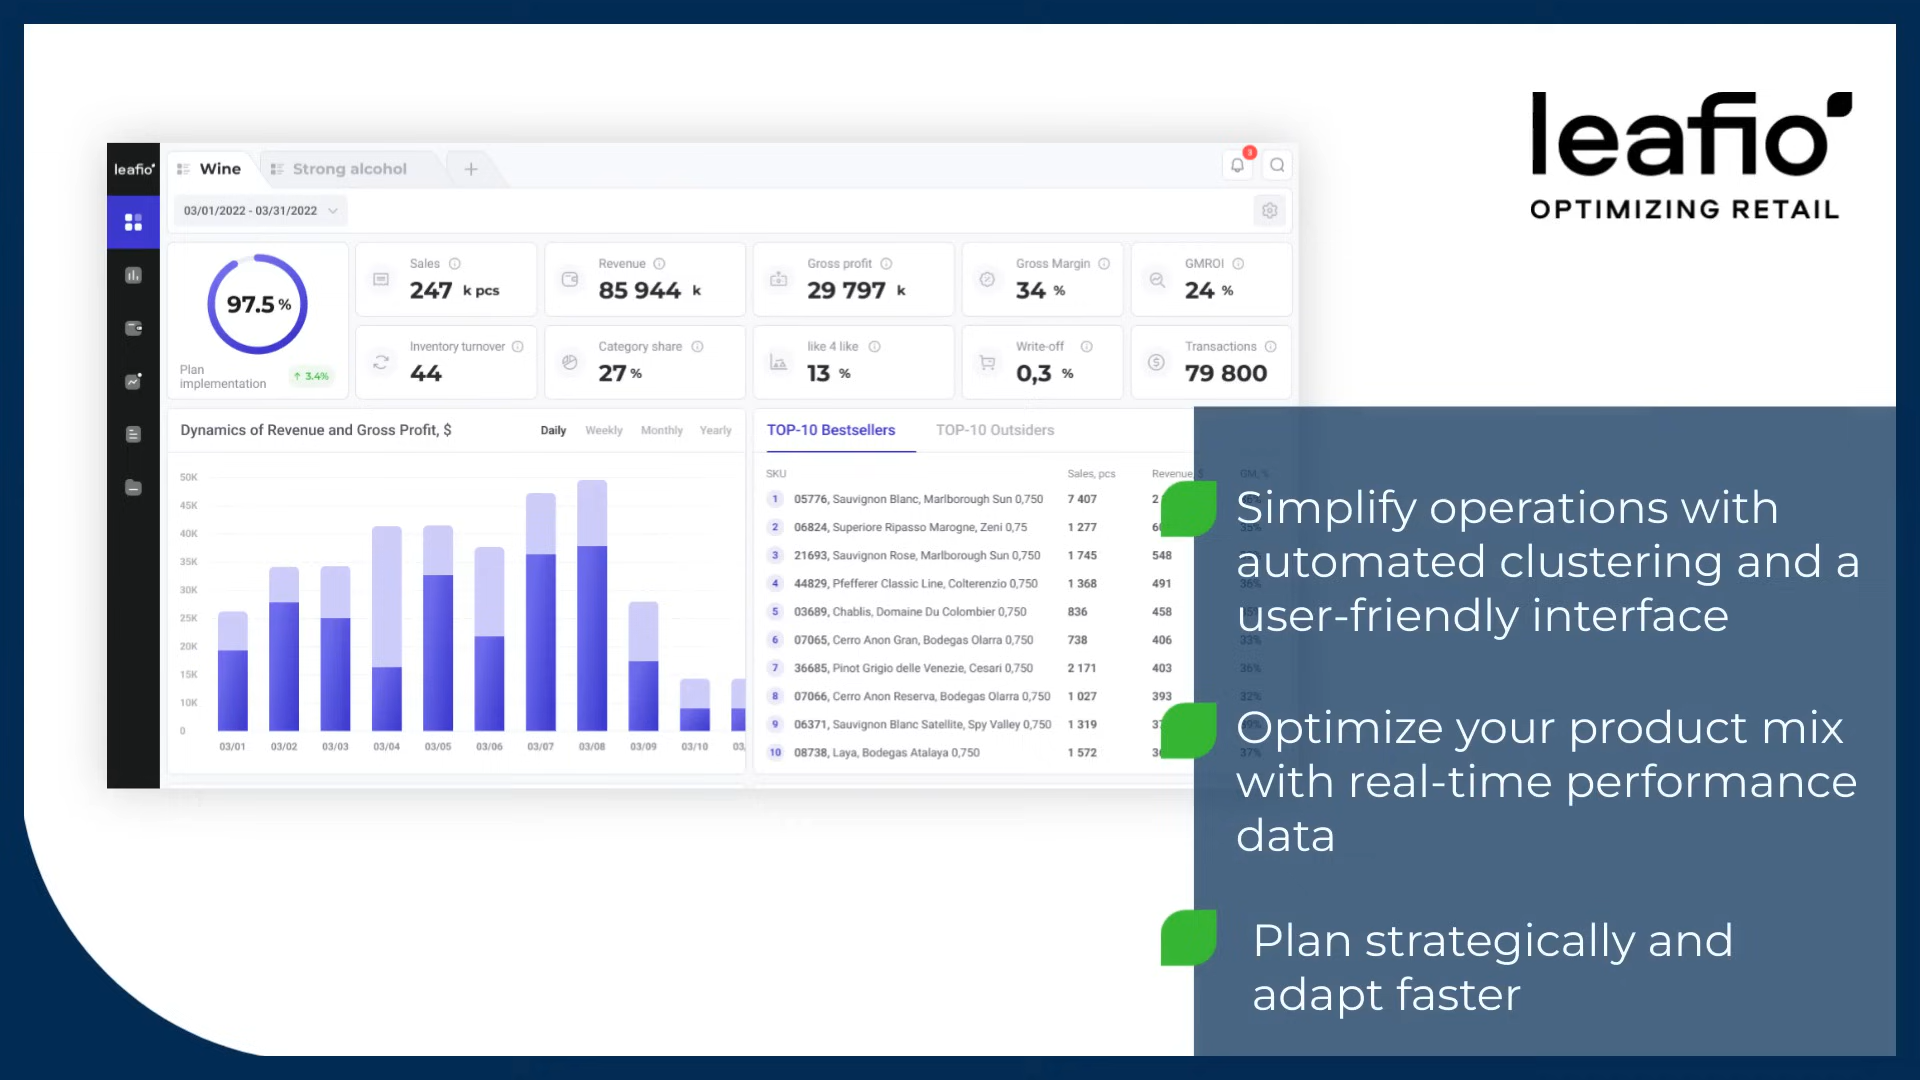 leafio
OPTIMIZING RETAIL
leafio
Wine
Strong alcohol
3
03/01/2022 - 03/31/2022
97.5 %
Plan
implementation
↑ 3.4%
Sales
247 k pcs
Revenue
85 944 k
Gross profit
29 797 k
Gross Margin
34 %
GMROI
24 %
Inventory turnover
44
Category share
27 %
like 4 like
13 %
Write-off
0,3 %
Transactions
79 800
Dynamics of Revenue and Gross Profit, $
Daily Weekly Monthly Yearly
50K
45K
40K
35K
30K
25K
20K
15K
10K
0
03/01 03/02 03/03 03/04 03/05 03/06 03/07 03/08 03/09 03/10 03/
TOP-10 Bestsellers TOP-10 Outsiders
SKU Sales, pcs Revenue, $ GM, %
1 05776, Sauvignon Blanc, Marlborough Sun 0,750 7 407 2
2 06824, Superiore Ripasso Marogne, Zeni 0,75 1 277
3 21693, Sauvignon Rose, Marlborough Sun 0,750 1 745 548
4 44829, Pfefferer Classic Line, Colterenzio 0,750 1 368 491 36%
5 03689, Chablis, Domaine Du Colombier 0,750 836 458
6 07065, Cerro Anon Gran, Bodegas Olarra 0,750 738 406 33%
7 36685, Pinot Grigio delle Venezie, Cesari 0,750 2 171 403 36%
8 07066, Cerro Anon Reserva, Bodegas Olarra 0,750 1 027 393 32%
9 06371, Sauvignon Blanc Satellite, Spy Valley 0,750 1 319
10 08738, Laya, Bodegas Atalaya 0,750 1 572 37%
Simplify operations with
automated clustering and a
user-friendly interface
Optimize your product mix
with real-time performance
data
Plan strategically and
adapt faster